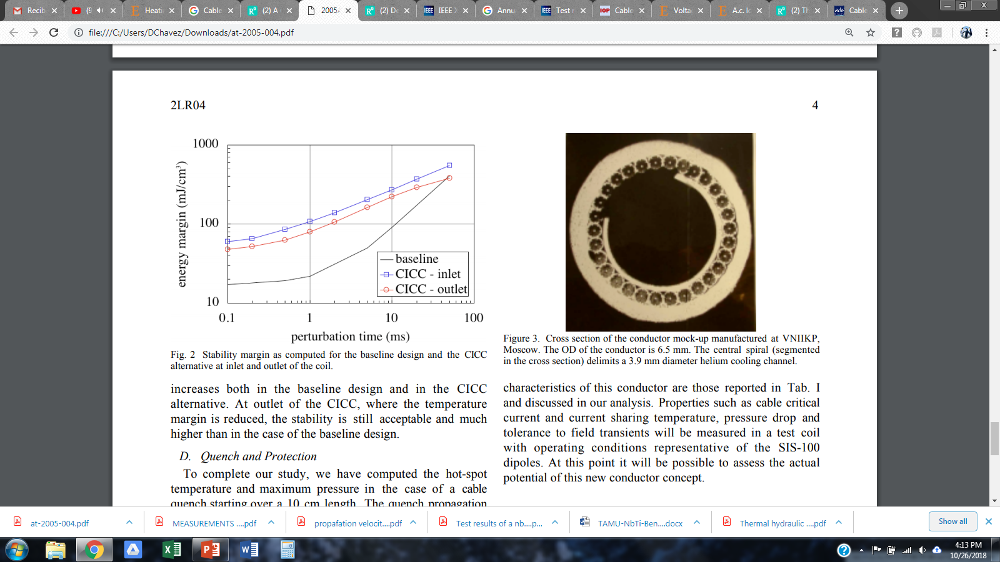 Recib
(9
Heati
Cable
(2) A
2005
(2) D
IEEE
Annu
Test r
Cable
Volta
A.c. lo
(2) Tl
Cable
file:///C:/Users/DChavez/Downloads/at-2005-004.pdf
2LR04
4
1000
100
10
energy margin (mJ/cm³)
baseline
CICC - inlet
CICC - outlet
0.1
1
10
100
perturbation time (ms)
Fig. 2 Stability margin as computed for the baseline design and the CICC
alternative at inlet and outlet of the coil.
increases both in the baseline design and in the CICC
alternative. At outlet of the CICC, where the temperature
margin is reduced, the stability is still acceptable and much
higher than in the case of the baseline design.
D. Quench and Protection
To complete our study, we have computed the hot-spot
temperature and maximum pressure in the case of a cable
quench starting over a 10 cm length. The quench propagation
Figure 3. Cross section of the conductor mock-up manufactured at VNIIKP,
Moscow. The OD of the conductor is 6.5 mm. The central spiral (segmented
in the cross section) delimits a 3.9 mm diameter helium cooling channel.
characteristics of this conductor are those reported in Tab. I
and discussed in our analysis. Properties such as cable critical
current and current sharing temperature, pressure drop and
tolerance to field transients will be measured in a test coil
with operating conditions representative of the SIS-100
dipoles. At this point it will be possible to assess the actual
potential of this new conductor concept.
at-2005-004.pdf
MEASUREMENTS ....pdf
propafation velocit....pdf
Test results of a nb....p...
TAMU-NbTi-Ben....docx
Thermal hydraulic ....pdf
Show all
4:13 PM
10/26/2018